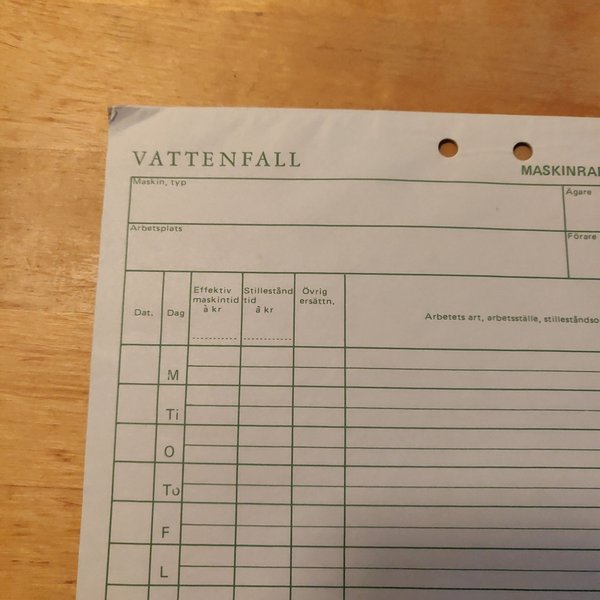 VATTENFALL
MASKINRA
Maskin, typ
Ägare
Arbetsplats
Förare
Dat.
Dag
Effektiv
maskintid
à kr
Stillestånd
tid
å kr
Övrig
ersättn.
Arbetets art, arbetsställe, stilleståndso
M
Ti
O
To
F
L